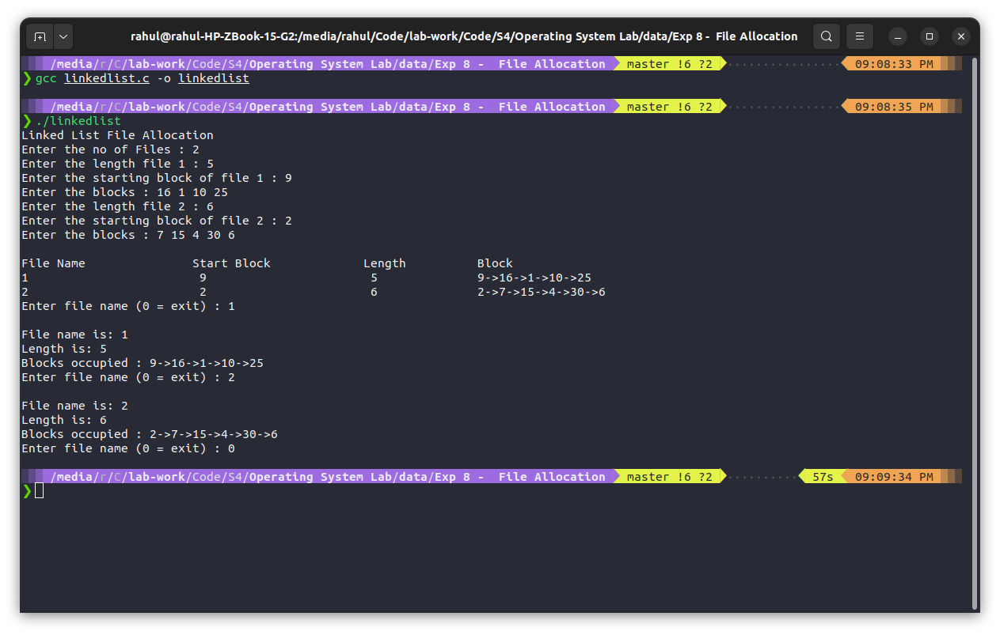 rahul@rahul-HP-ZBook-15-G2:/media/rahul/Code/lab-work/Code/S4/Operating System Lab/data/Exp 8 -  File Allocation
/media/r/C/lab-work/Code/S4/Operating System Lab/data/Exp 8 -  File Allocation master !6 ?2 09:08:33 PM
❯ gcc linkedlist.c -o linkedlist
/media/r/C/lab-work/Code/S4/Operating System Lab/data/Exp 8 -  File Allocation master !6 ?2 09:08:35 PM
❯ ./linkedlist
Linked List File Allocation
Enter the no of Files : 2
Enter the length file 1 : 5
Enter the starting block of file 1 : 9
Enter the blocks : 16 1 10 25
Enter the length file 2 : 6
Enter the starting block of file 2 : 2
Enter the blocks : 7 15 4 30 6
File Name Start Block Length Block
1 9 5 9->16->1->10->25
2 2 6 2->7->15->4->30->6
Enter file name (0 = exit) : 1
File name is: 1
Length is: 5
Blocks occupied : 9->16->1->10->25
Enter file name (0 = exit) : 2
File name is: 2
Length is: 6
Blocks occupied : 2->7->15->4->30->6
Enter file name (0 = exit) : 0
/media/r/C/lab-work/Code/S4/Operating System Lab/data/Exp 8 -  File Allocation master !6 ?2 57s 09:09:34 PM
❯